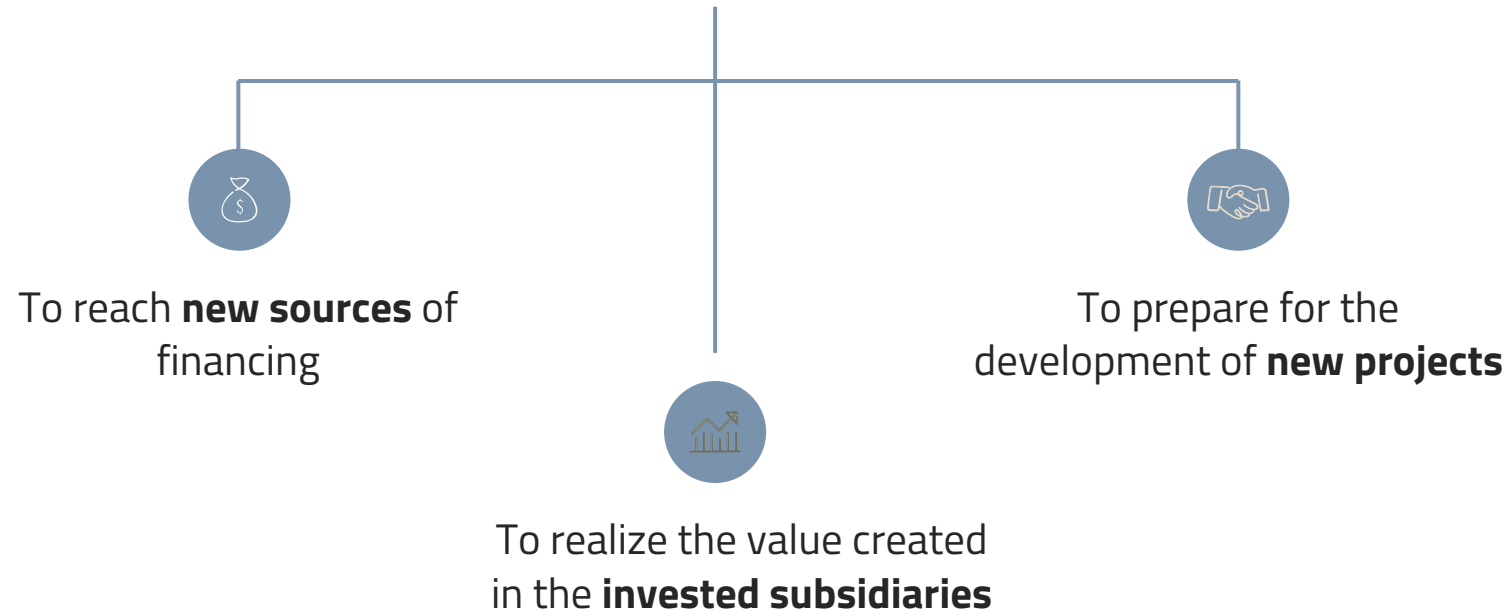 To reach new sources of
financing
To realize the value created
in the invested subsidiaries
To prepare for the
development of new projects